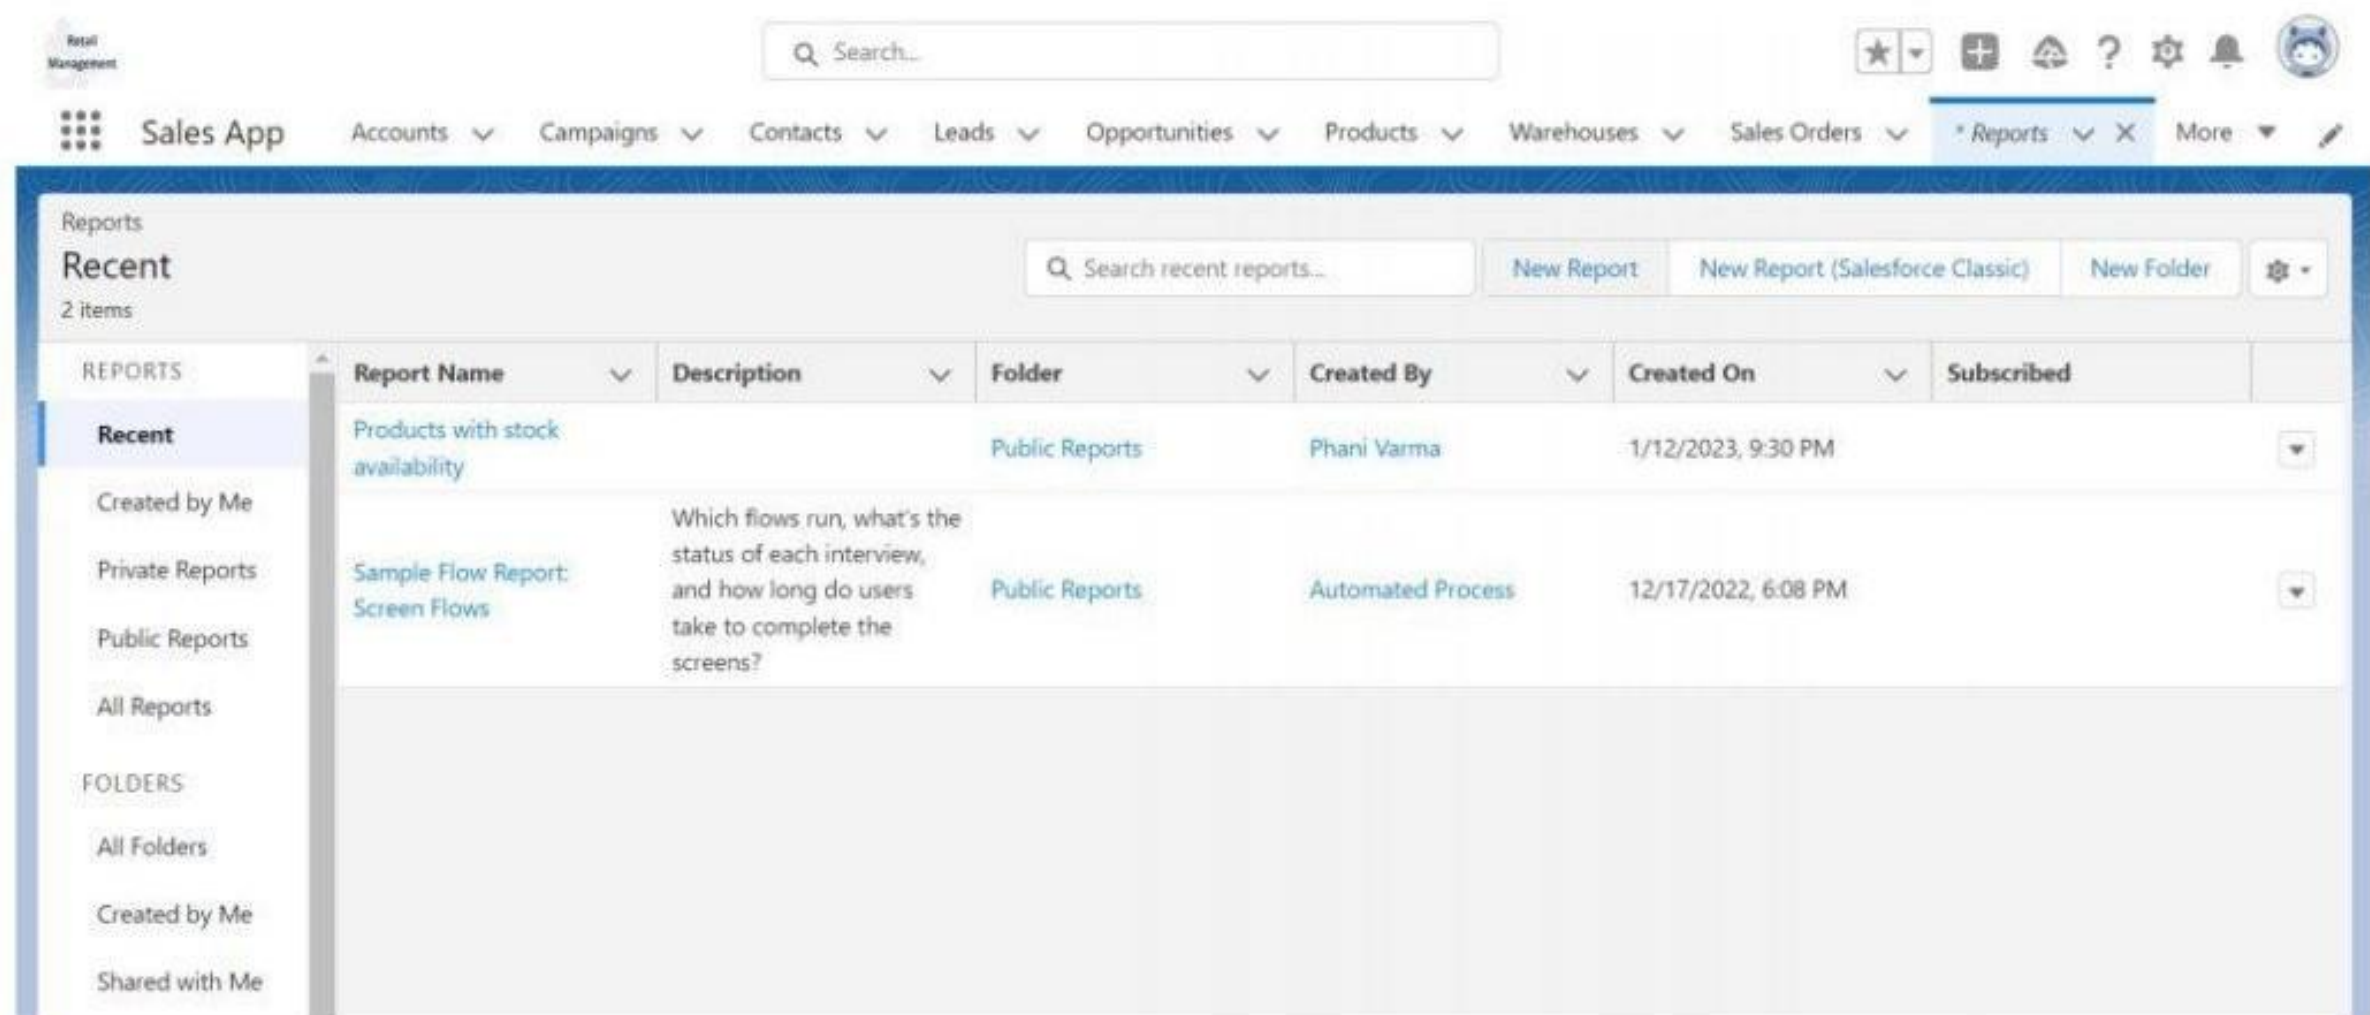 Retail
Management
Search...
Sales App
Accounts
Campaigns
Contacts
Leads
Opportunities
Products
Warehouses
Sales Orders
* Reports
More
Reports
Recent
2 items
Search recent reports...
New Report
New Report (Salesforce Classic)
New Folder
REPORTS
Recent
Created by Me
Private Reports
Public Reports
All Reports
FOLDERS
All Folders
Created by Me
Shared with Me
Report Name
Description
Folder
Created By
Created On
Subscribed
Products with stock
availability
Public Reports
Phani Varma
1/12/2023, 9:30 PM
Sample Flow Report:
Screen Flows
Which flows run, what's the
status of each interview,
and how long do users
take to complete the
screens?
Public Reports
Automated Process
12/17/2022, 6:08 PM